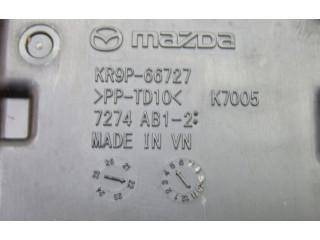 mazda
KR9P-66727
>PP-TD10< K7005
7274 AB1-2:
MADE IN VN